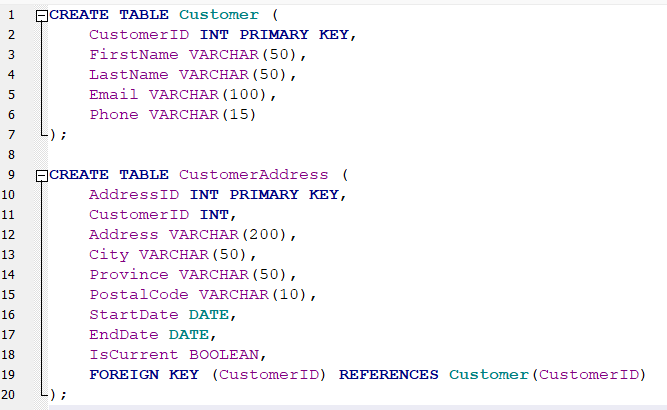 1 CREATE TABLE Customer (
2 CustomerID INT PRIMARY KEY,
3 FirstName VARCHAR(50),
4 LastName VARCHAR(50),
5 Email VARCHAR(100),
6 Phone VARCHAR(15)
7 );
8
9 CREATE TABLE CustomerAddress (
10 AddressID INT PRIMARY KEY,
11 CustomerID INT,
12 Address VARCHAR(200),
13 City VARCHAR(50),
14 Province VARCHAR(50),
15 PostalCode VARCHAR(10),
16 StartDate DATE,
17 EndDate DATE,
18 IsCurrent BOOLEAN,
19 FOREIGN KEY (CustomerID) REFERENCES Customer(CustomerID)
20 );